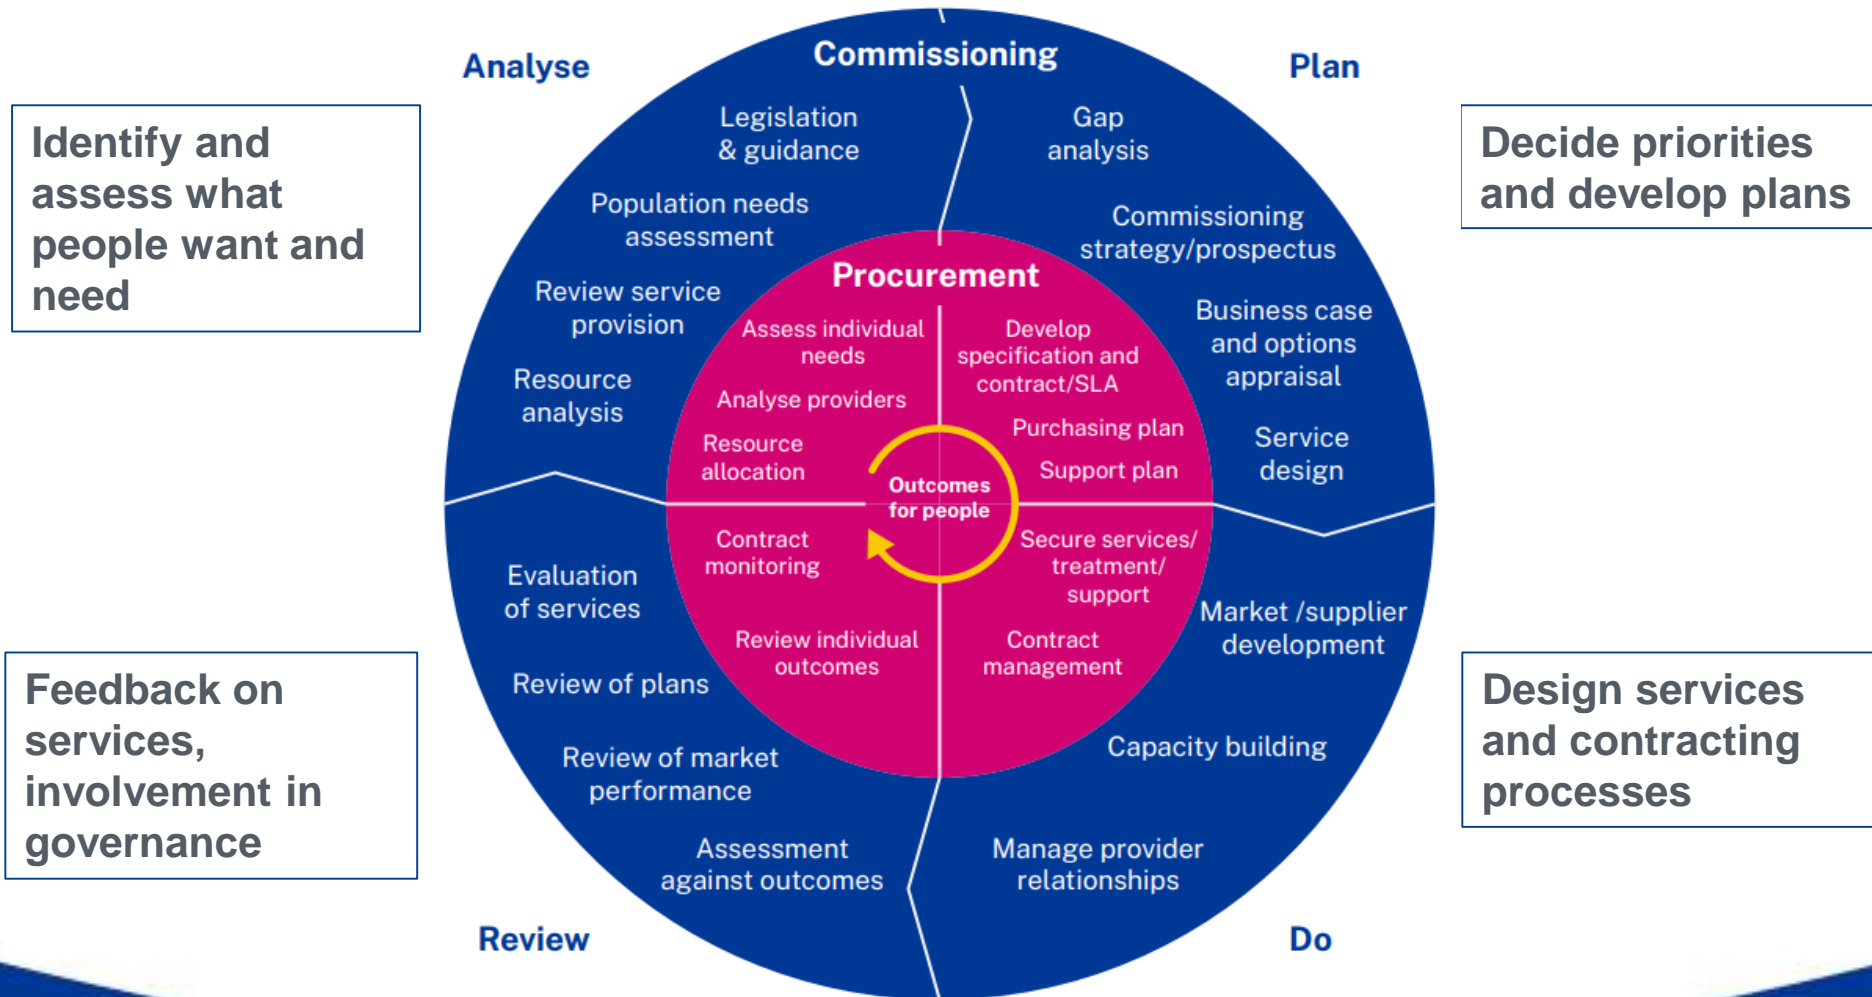 Analyse
Commissioning
Plan
Identify and
assess what
people want and
need
Decide priorities
and develop plans
Legislation
& guidance
Population needs
assessment
Review service
provision
Resource
analysis
Gap
analysis
Commissioning
strategy/prospectus
Business case
and options
appraisal
Service
design
Procurement
Assess individual
needs
Analyse providers
Resource
allocation
Develop
specification and
contract/SLA
Purchasing plan
Support plan
Outcomes
for people
Contract
monitoring
Review individual
outcomes
Secure services/
treatment/
support
Contract
management
Evaluation
of services
Review of plans
Review of market
performance
Assessment
against outcomes
Market /supplier
development
Capacity building
Manage provider
relationships
Feedback on
services,
involvement in
governance
Design services
and contracting
processes
Review
Do